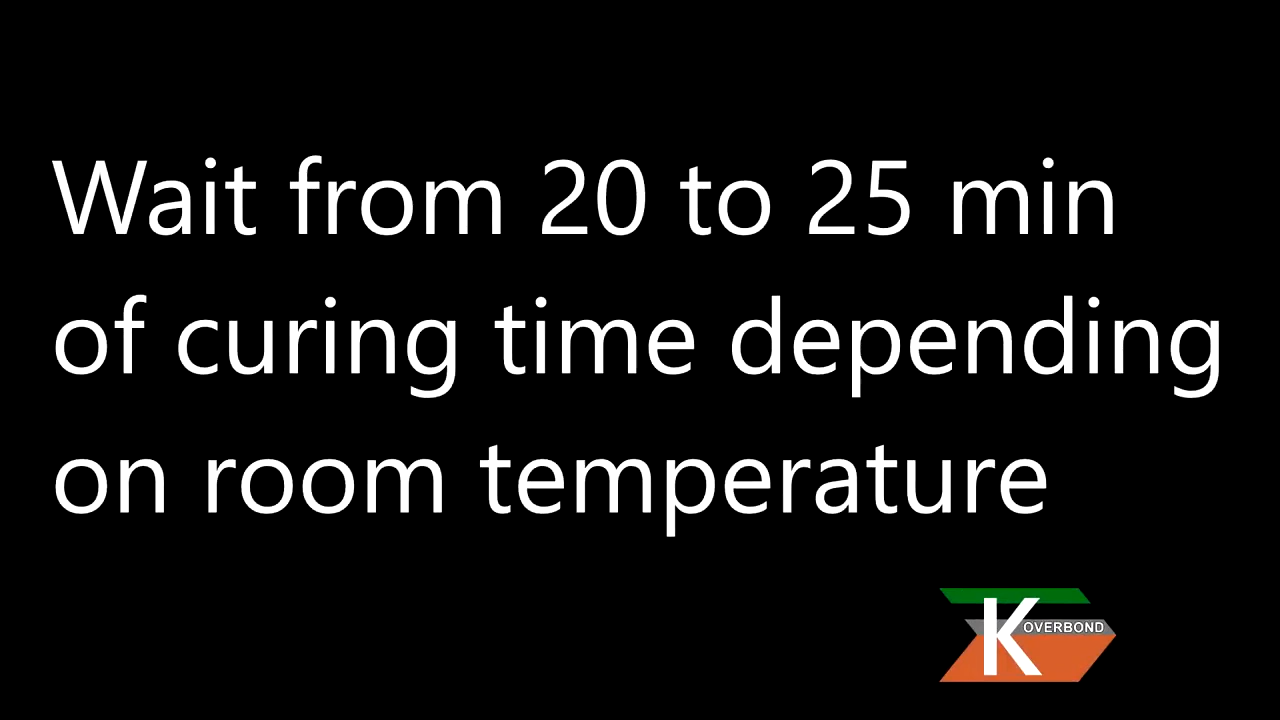 Wait from 20 to 25 min
of curing time depending
on room temperature
K OVERBOND